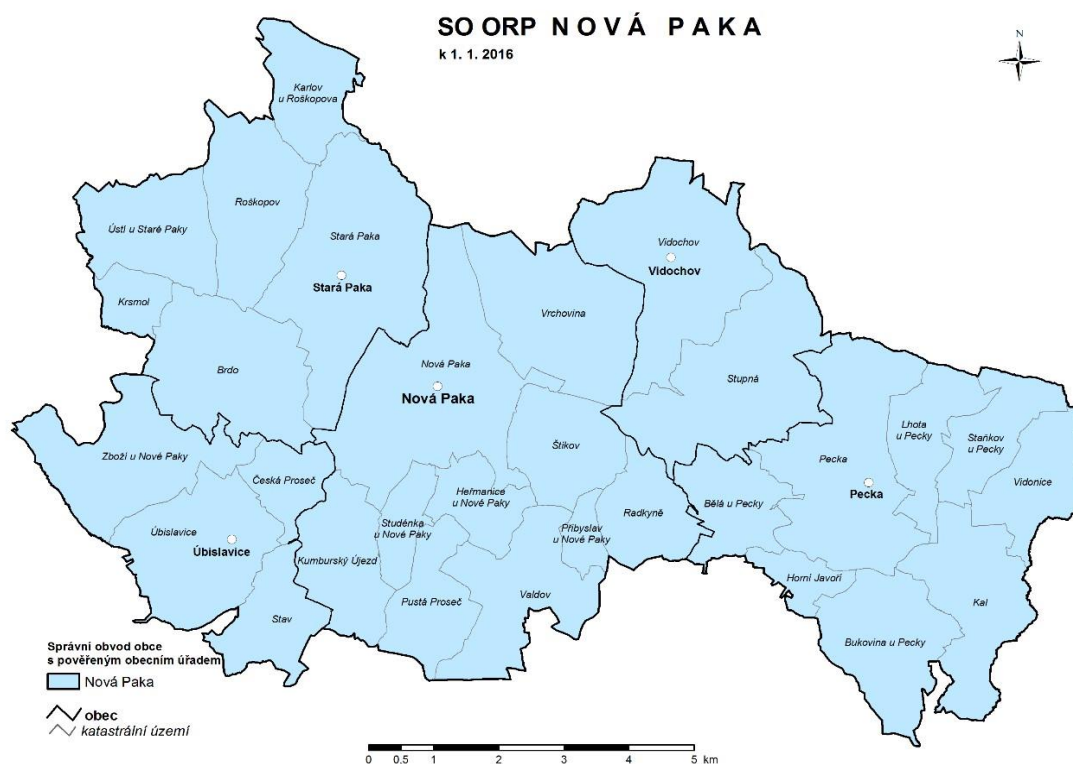 SO ORP NOVÁ PAKA
k 1. 1. 2016
N
Karlov
u Roškopova
Roškopov
Ústí u Staré Paky
Stará Paka
Stará Paka
Krsmol
Brdo
Vidochov
Vidochov
Vrchovina
Nová Paka
Nová Paka
Stupná
Štikov
Lhota
u Pecky
Staňkov
u Pecky
Pecka
Pecka
Vidonice
Zboží u Nové Paky
Česká Proseč
Úbislavice
Úbislavice
Heřmanice
u Nové Paky
Studénka
u Nové Paky
Přibyslav
u Nové Paky
Radkyně
Bělá u Pecky
Kumburský Újezd
Pustá Proseč
Valdov
Stav
Horní Javoří
Kal
Bukovina u Pecky
Správní obvod obce
s pověřeným obecním úřadem
Nová Paka
obec
katastrální území
0 0.5 1 2 3 4 5 km